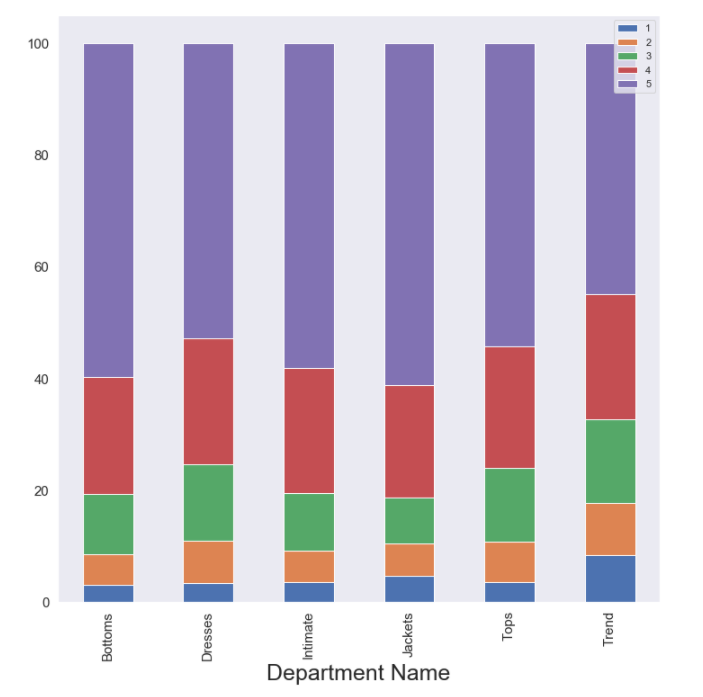 100
80
60
40
20
0
1
2
3
4
5
Bottoms
Dresses
Intimate
Jackets
Tops
Trend
Department Name